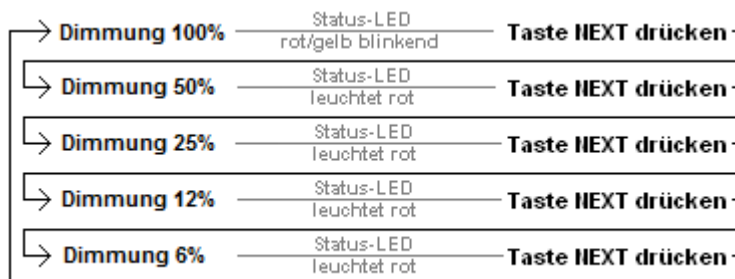 Dimmung 100% Status-LED rot/gelb blinkend Taste NEXT drücken
Dimmung 50% Status-LED leuchtet rot Taste NEXT drücken
Dimmung 25% Status-LED leuchtet rot Taste NEXT drücken
Dimmung 12% Status-LED leuchtet rot Taste NEXT drücken
Dimmung 6% Status-LED leuchtet rot Taste NEXT drücken